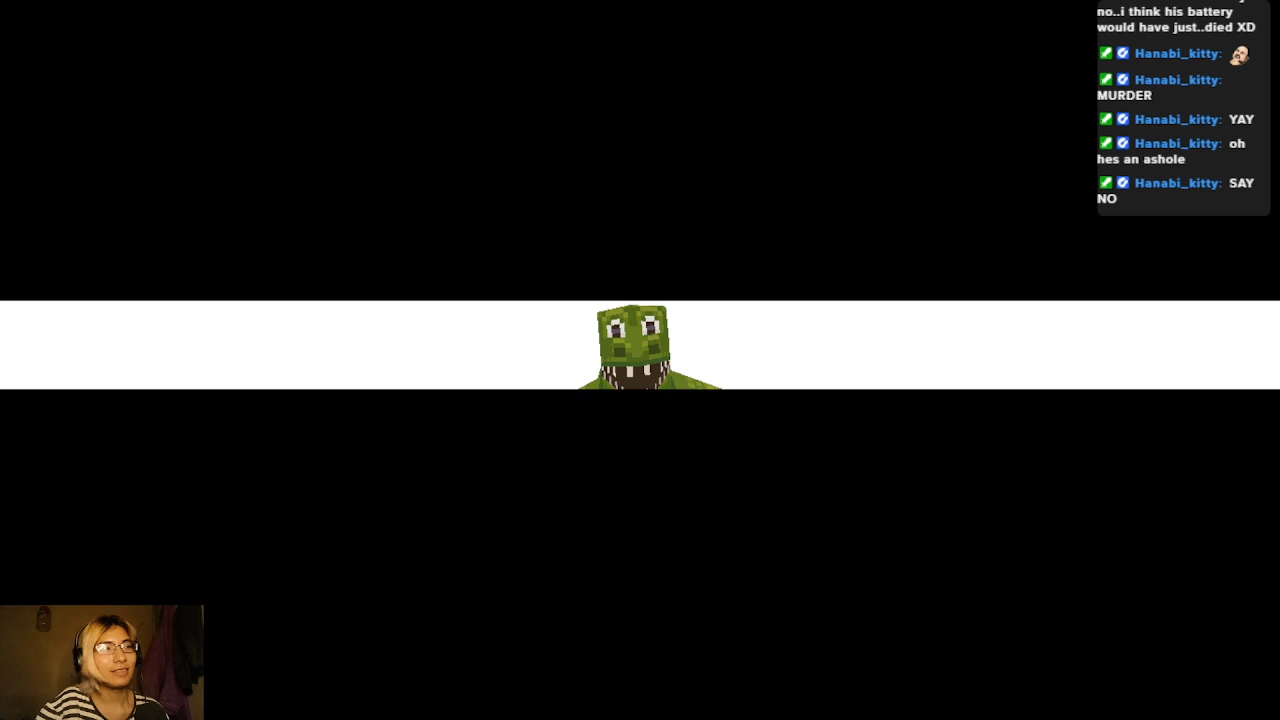 no..i think his battery
would have just..died XD
Hanabi_kitty:
Hanabi_kitty:
MURDER
Hanabi_kitty: YAY
Hanabi_kitty: oh
hes an ashole
Hanabi_kitty: SAY
NO